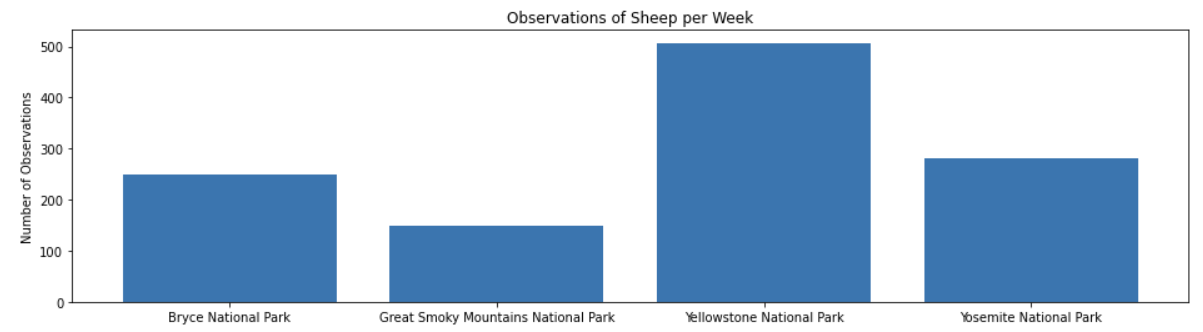 Observations of Sheep per Week
Number of Observations
500
400
300
200
100
0
Bryce National Park
Great Smoky Mountains National Park
Yellowstone National Park
Yosemite National Park